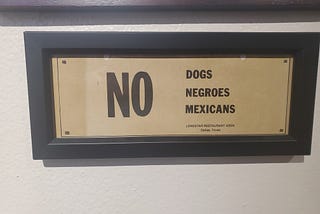 NO
DOGS
NEGROES
MEXICANS
LONESTAR RESTAURANT ASSN
Dallas, Texas